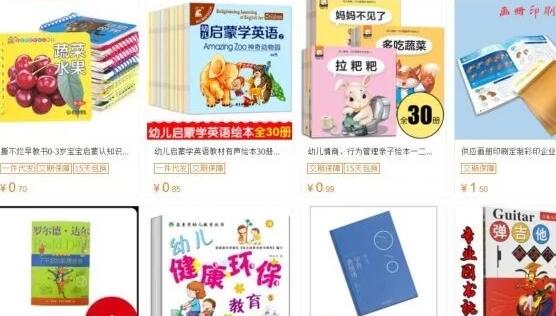 蔬菜
水果
幼儿
启蒙学英语
Amazing Zoo 神奇动物园
幼儿启蒙学英语绘本 全30册
妈妈不见了
多吃蔬菜
拉粑粑
全30册
画册印刷
撕不烂早教书0-3岁宝宝启蒙认知识...
幼儿启蒙学英语教材有声绘本30册...
幼儿情商、行为管理亲子绘本一二...
供应画册印刷定制彩印企业
一件代发 交期保障 15天包换
一件代发 交期保障
交期保障 15天包换
交期保障
¥0.70
¥0.85
¥0.99
¥1.50
罗尔德·达尔
幼儿
健康环保
教育
Guitar
弹吉他
专业图书批